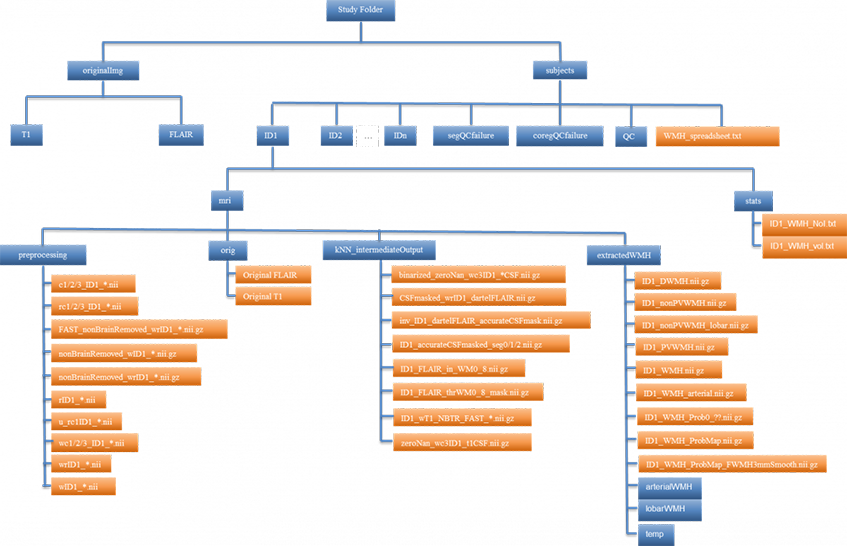 Study Folder
originalImg
subjects
T1
FLAIR
ID1
ID2
...
IDn
segQCfailure
coregQCfailure
QC
WMH_spreadsheet.txt
mri
stats
ID1_WMH_NoI.txt
ID1_WMH_vol.txt
preprocessing
orig
kNN_intermediateOutput
extractedWMH
c1/2/3_ID1_*.nii
rc1/2/3_ID1_*.nii
FAST_nonBrainRemoved_wrID1_*.nii.gz
nonBrainRemoved_wID1_*.nii.gz
nonBrainRemoved_wrID1_*.nii.gz
rID1_*.nii
u_rc1ID1_*.nii
wc1/2/3_ID1_*.nii
wrID1_*.nii
wID1_*.nii
Original FLAIR
Original T1
binarized_zeroNan_wc3ID1_*CSF.nii.gz
CSFmasked_wrID1_dartelFLAIR.nii.gz
inv_ID1_dartelFLAIR_accurateCSFmask.nii.gz
ID1_accurateCSFmasked_seg0/1/2.nii.gz
ID1_FLAIR_in_WM0_8.nii.gz
ID1_FLAIR_thrWM0_8_mask.nii.gz
ID1_wT1_NBTR_FAST_*.nii.gz
zeroNan_wc3ID1_t1CSF.nii.gz
ID1_DWMH.nii.gz
ID1_nonPVWMH.nii.gz
ID1_nonPVWMH_lobar.nii.gz
ID1_PVWMH.nii.gz
ID1_WMH.nii.gz
ID1_WMH_arterial.nii.gz
ID1_WMH_Prob0_??.nii.gz
ID1_WMH_ProbMap.nii.gz
ID1_WMH_ProbMap_FWHM3mmSmooth.nii.gz
arterialWMH
lobarWMH
temp